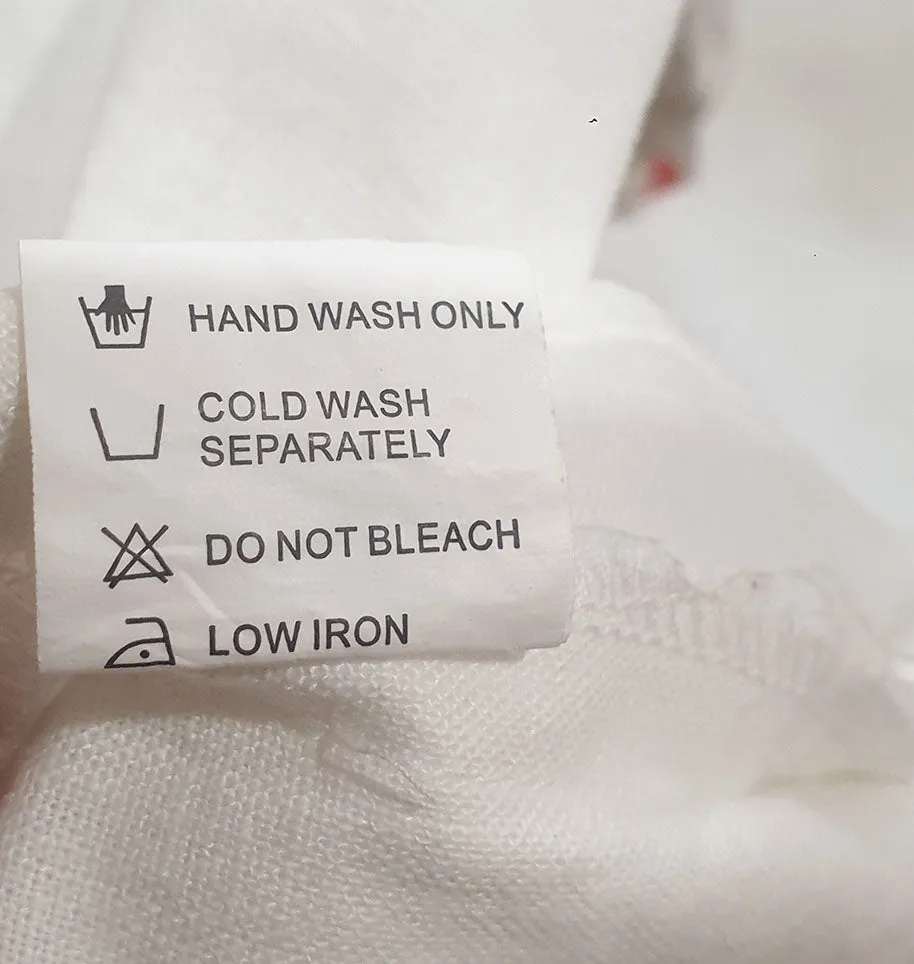 HAND WASH ONLY
COLD WASH
SEPARATELY
DO NOT BLEACH
LOW IRON